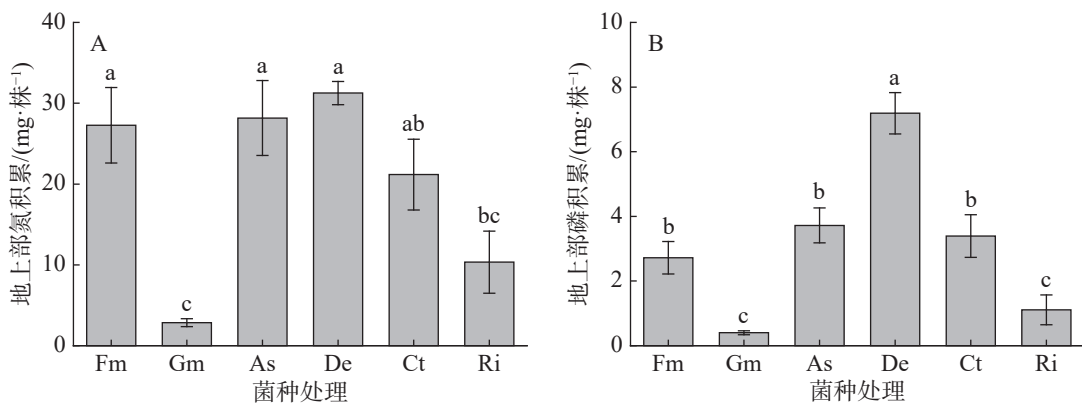 A
地上部氮积累/(mg·株⁻¹)
40
30
20
10
0
a
c
a
a
ab
bc
Fm Gm As De Ct Ri
菌种处理
B
地上部磷积累/(mg·株⁻¹)
10
8
6
4
2
0
b
c
b
a
b
c
Fm Gm As De Ct Ri
菌种处理